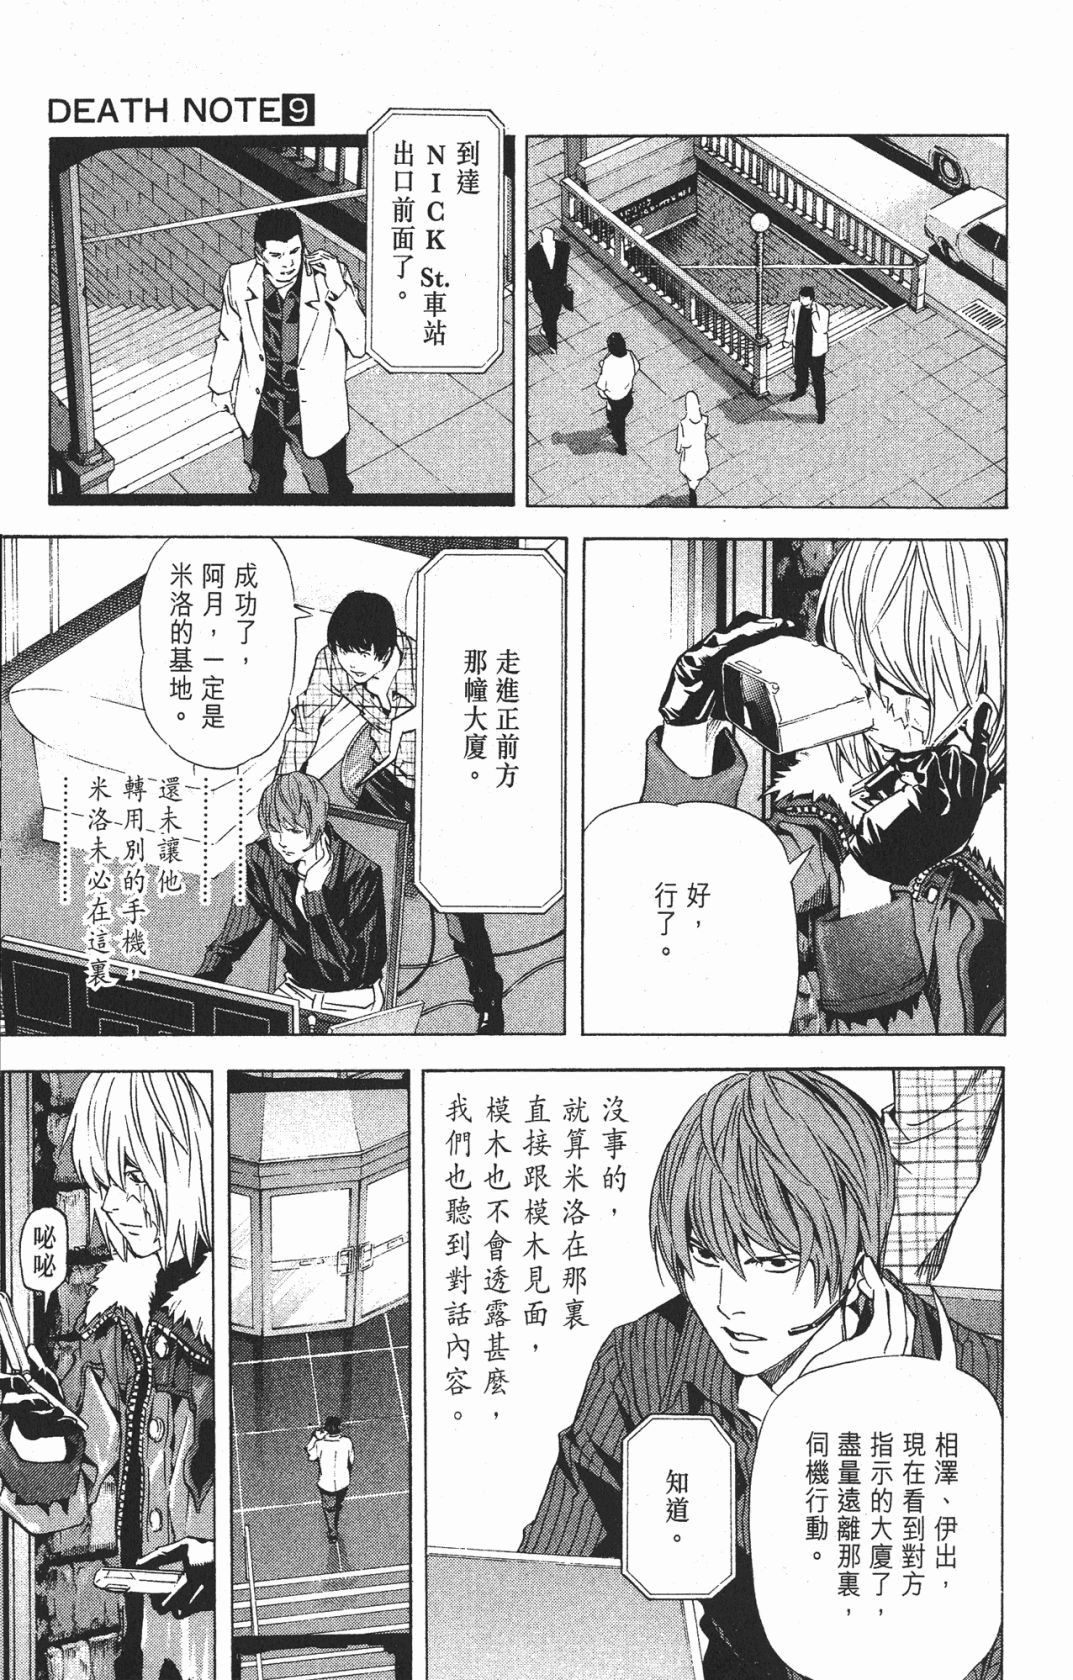 DEATH NOTE 9
到達
NICK St.車站
出口前面了。
好，
行了。
走進正前方
那幢大廈。
成功了，
阿月，一定是
米洛的基地。
⋯⋯
⋯⋯
還未讓他
轉用別的手機，
米洛未必在這裏
⋯⋯
相澤、伊出，
現在看到對方
指示的大廈了，
盡量遠離那裏，
伺機行動。
知道。
沒事的，
就算米洛在那裏
直接跟模木見面，
模木也不會透露甚麼，
我們也聽到對話內容。
咇咇